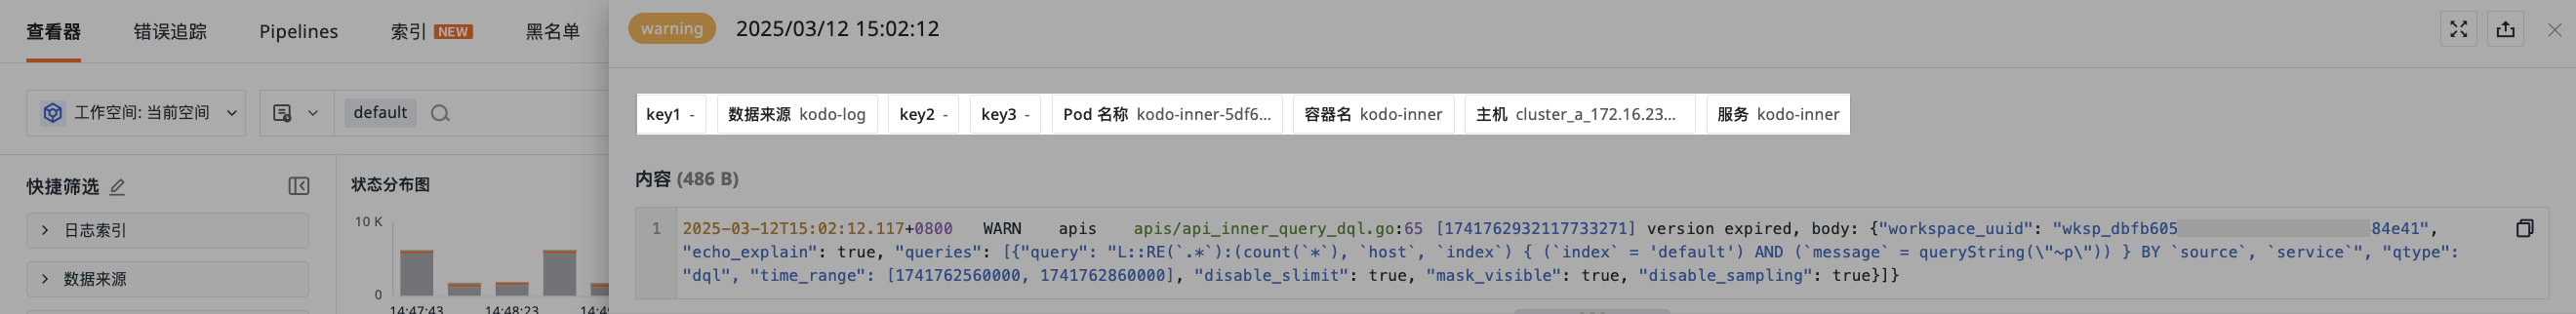 查看器 错误追踪 Pipelines 索引 NEW 黑名单
工作空间: 当前空间 default
快捷筛选 状态分布图
日志索引
数据来源
10 K
0
14:47:43 14:48:23 14:49
warning 2025/03/12 15:02:12
key1 - 数据来源 kodo-log key2 - key3 - Pod 名称 kodo-inner-5df6... 容器名 kodo-inner 主机 cluster_a_172.16.23... 服务 kodo-inner
内容 (486 B)
1 2025-03-12T15:02:12.117+0800 WARN apis apis/api_inner_query_dql.go:65 [1741762932117733271] version expired, body: {"workspace_uuid": "wksp_dbfb605 84e41",
"echo_explain": true, "queries": [{"query": "L::RE(`.*`):(count(`*`), `host`, `index`) { (`index` = 'default') AND (`message` = queryString(\"~p\")) } BY `source`, `service`", "qtype":
"dql", "time_range": [1741762560000, 1741762860000], "disable_slimit": true, "mask_visible": true, "disable_sampling": true}]}